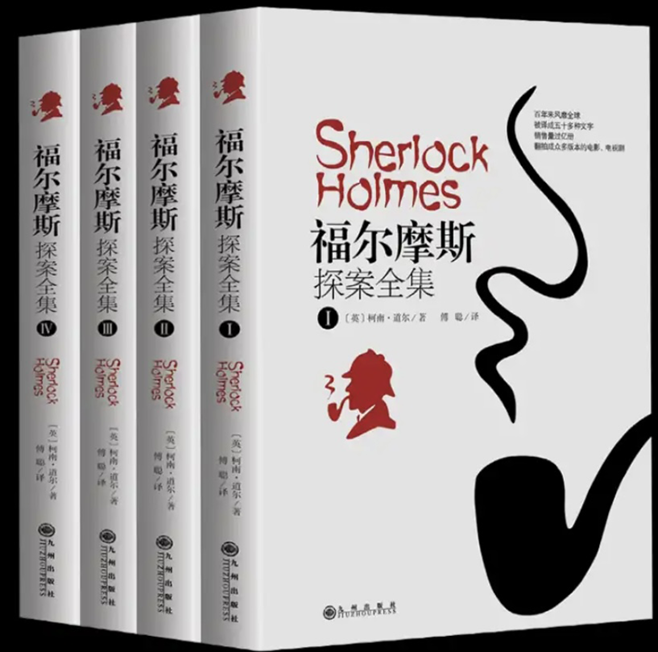 福尔摩斯
探案全集
IV
Sherlock
Holmes
[英]柯南·道尔/著
傅聪/译
九州出版社
JIUZHOUPRESS
福尔摩斯
探案全集
III
Sherlock
Holmes
[英]柯南·道尔/著
傅聪/译
九州出版社
JIUZHOUPRESS
福尔摩斯
探案全集
II
Sherlock
Holmes
[英]柯南·道尔/著
傅聪/译
九州出版社
JIUZHOUPRESS
福尔摩斯
探案全集
I
Sherlock
Holmes
[英]柯南·道尔/著
傅聪/译
九州出版社
JIUZHOUPRESS
百年来风靡全球
被译成五十多种文字
销售量过亿册
翻拍成众多版本的电影、电视剧
Sherlock
Holmes
福尔摩斯
探案全集
I [英]柯南·道尔/著 傅聪/译
九州出版社
JIUZHOUPRESS